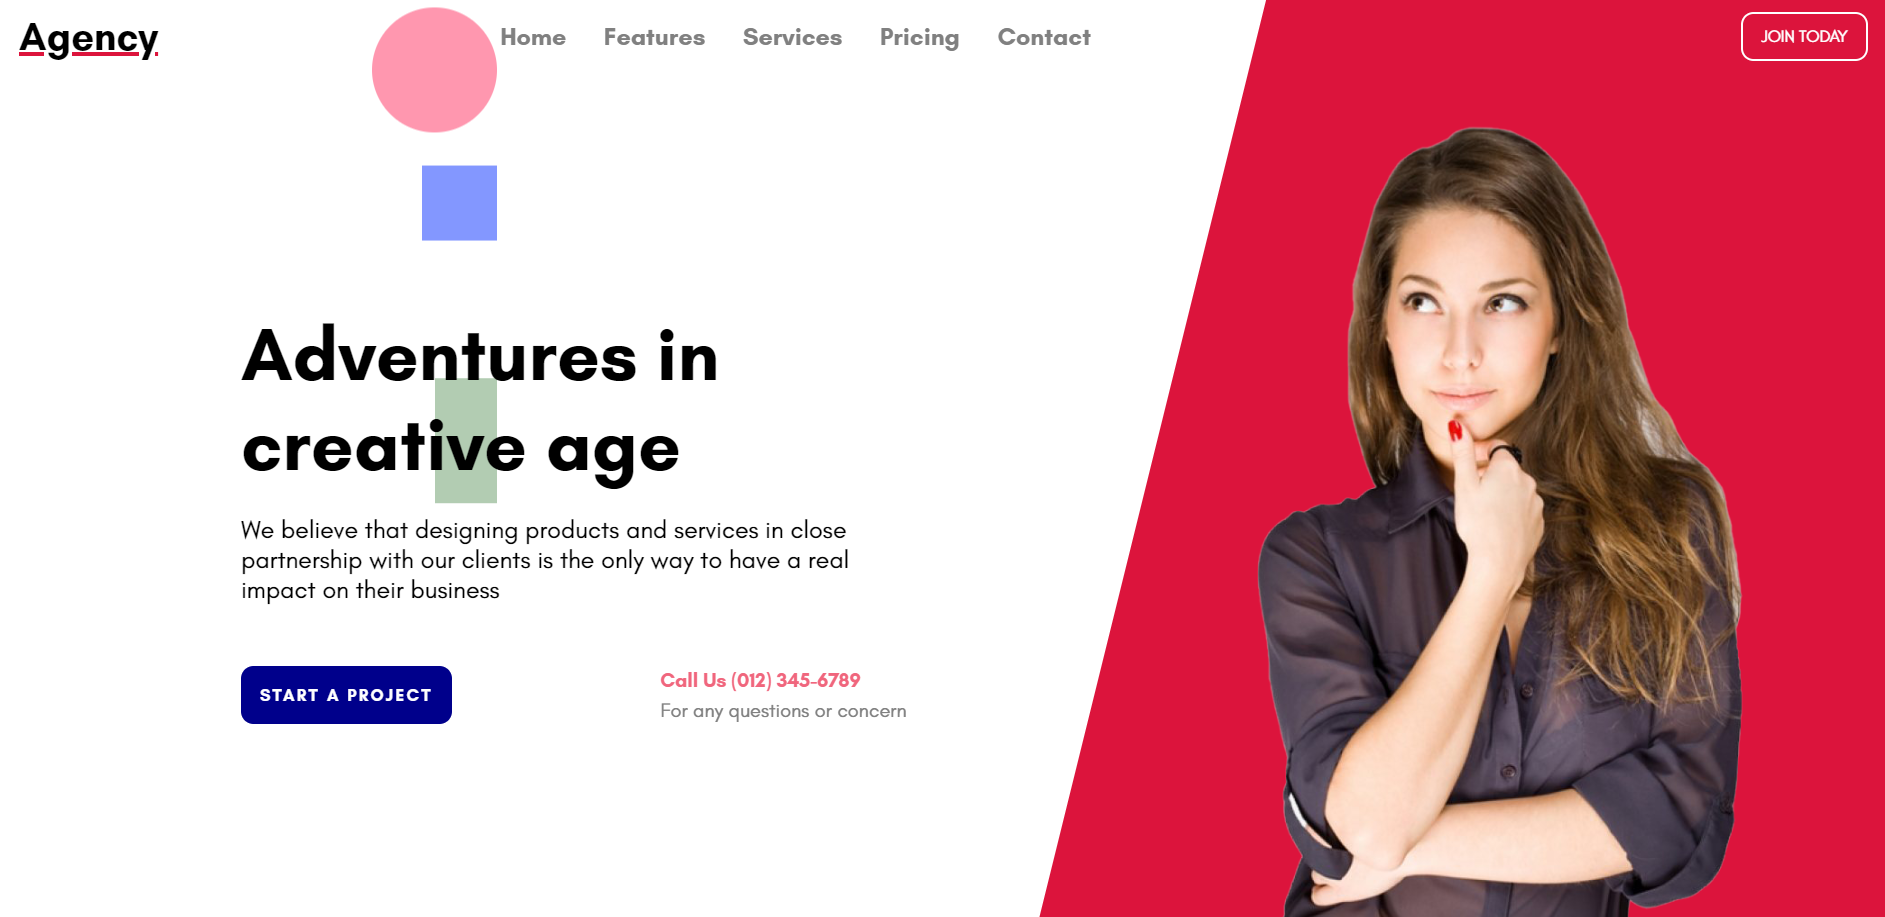 Agency
Home Features Services Pricing Contact
JOIN TODAY
Adventures in
creative age
We believe that designing products and services in close
partnership with our clients is the only way to have a real
impact on their business
START A PROJECT
Call Us (012) 345-6789
For any questions or concern